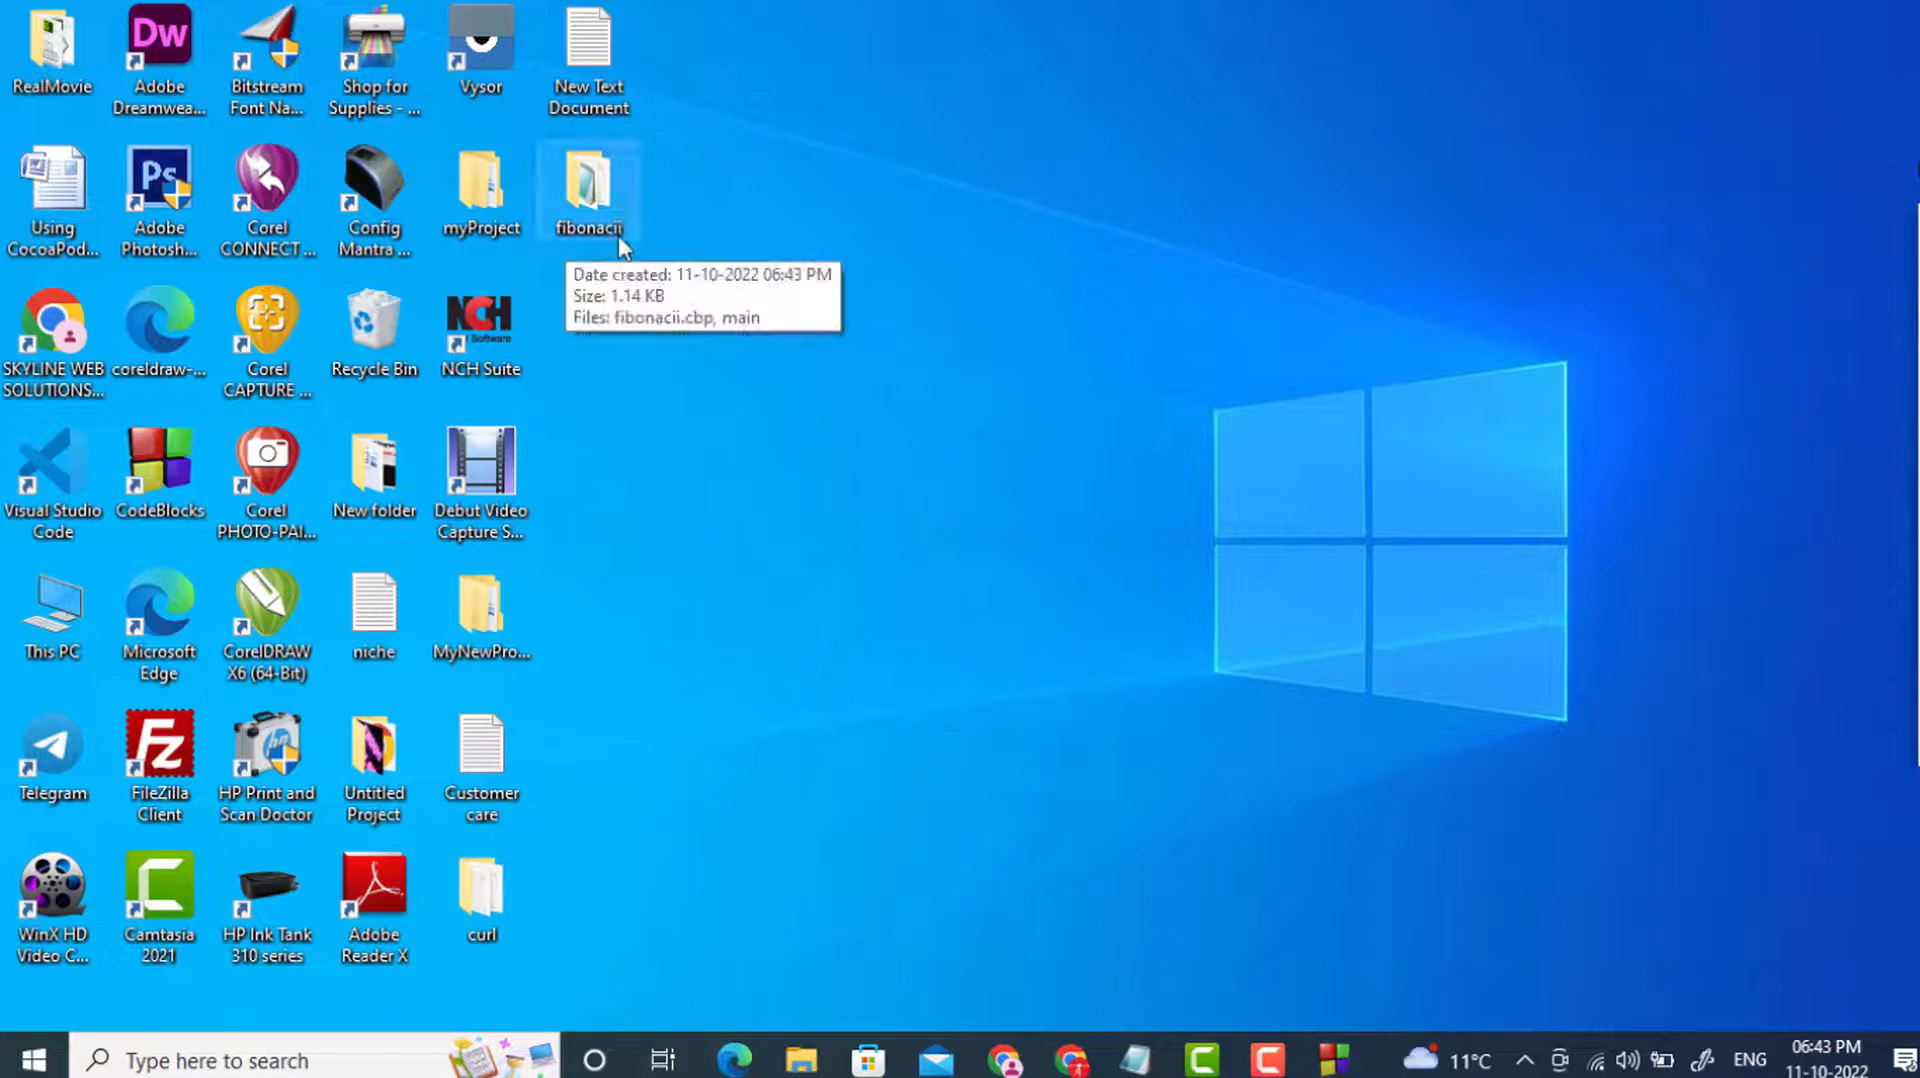 RealMovie
Adobe
Dreamwea...
Bitstream
Font Na...
Shop for
Supplies - ...
Vysor
New Text
Document
Using
CocoaPod...
Adobe
Photosh...
Corel
CONNECT ...
Config
Mantra ...
myProject
fibonacii
Date created: 11-10-2022 06:43 PM
Size: 1.14 KB
Files: fibonacii.cbp, main
SKYLINE WEB
SOLUTIONS...
coreldraw-...
Corel
CAPTURE ...
Recycle Bin
NCH
Software
NCH Suite
Visual Studio
Code
CodeBlocks
Corel
PHOTO-PAI...
New folder
Debut Video
Capture S...
This PC
Microsoft
Edge
CorelDRAW
X6 (64-Bit)
niche
MyNewPro...
Telegram
FileZilla
Client
HP Print and
Scan Doctor
Untitled
Project
Customer
care
WinX HD
Video C...
Camtasia
2021
HP Ink Tank
310 series
Adobe
Reader X
curl
Dw
Ps
Fz
hp
Type here to search
11°C
ENG
06:43 PM
11-10-2022